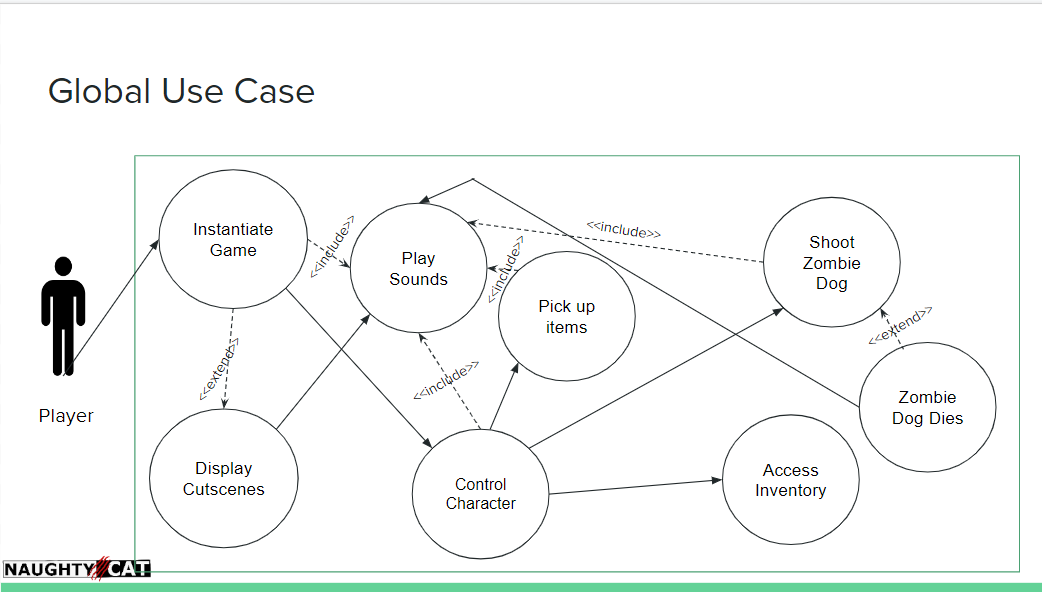 Global Use Case
Instantiate
Game
<<include>>
Play
Sounds
<<include>>
<<include>>
Shoot
Zombie
Dog
Pick up
items
<<extend>>
<<extend>>
<<include>>
Player
Zombie
Dog Dies
Display
Cutscenes
Control
Character
Access
Inventory
NAUGHTY CAT